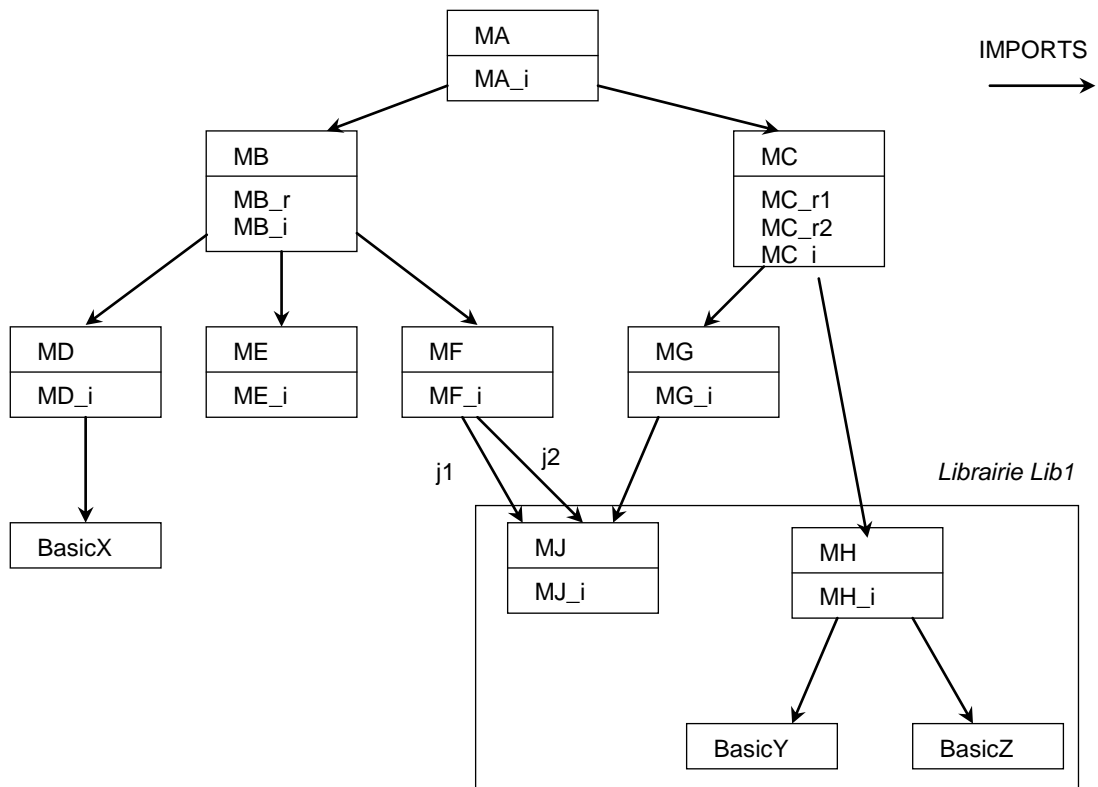 MA
MA_i
IMPORTS
MB
MB_r
MB_i
MC
MC_r1
MC_r2
MC_i
MD
MD_i
ME
ME_i
MF
MF_i
MG
MG_i
j1
j2
Librairie Lib1
BasicX
MJ
MJ_i
MH
MH_i
BasicY
BasicZ